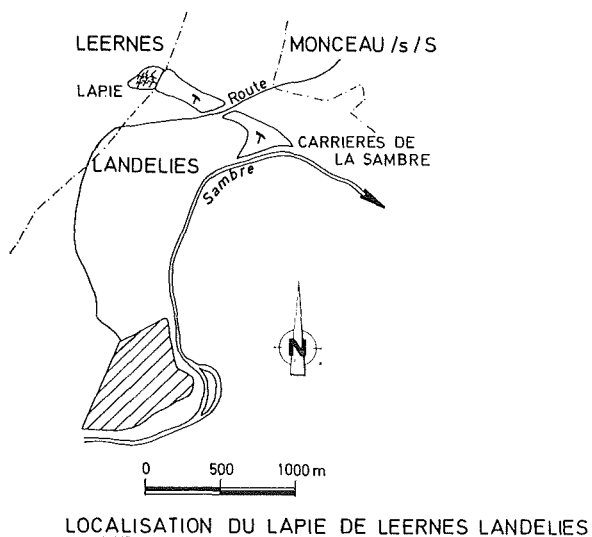 LEERNES
MONCEAU /s/ S
LAPIE
Route
CARRIERES DE
LA SAMBRE
LANDELIES
Sambre
N
0 500 1000 m
LOCALISATION DU LAPIE DE LEERNES LANDELIES